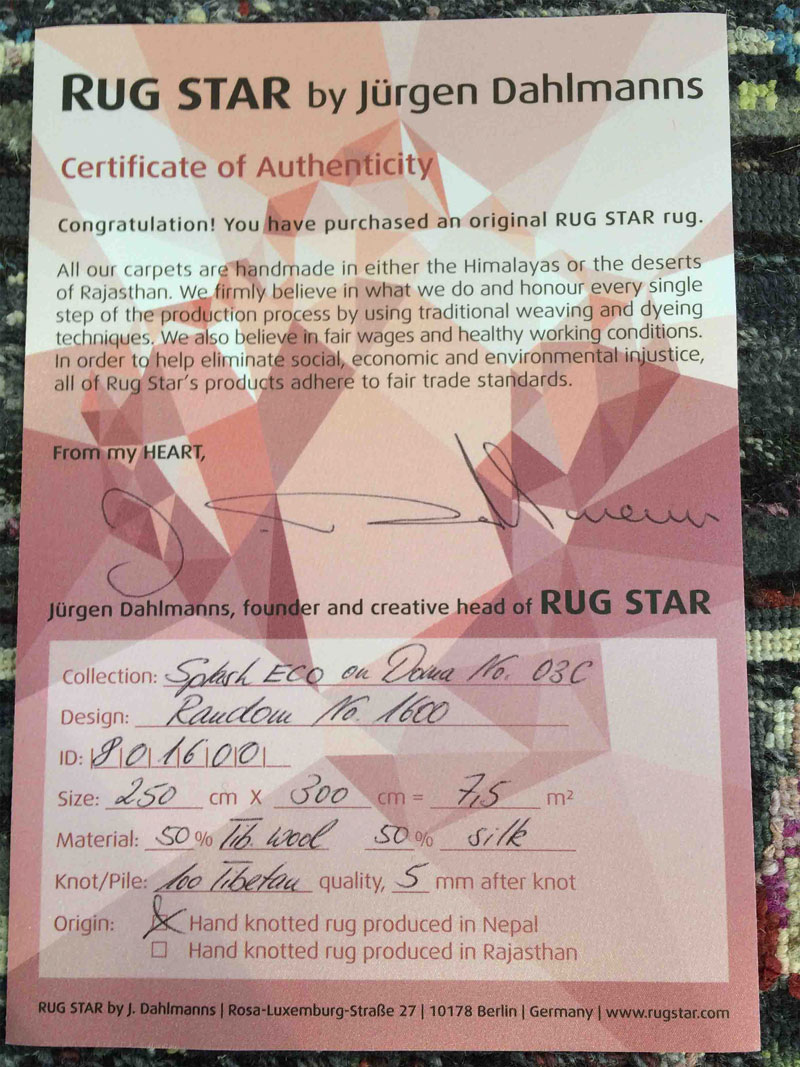 RUG STAR by Jürgen Dahlmanns
Certificate of Authenticity
Congratulation! You have purchased an original RUG STAR rug.
All our carpets are handmade in either the Himalayas or the deserts
of Rajasthan. We firmly believe in what we do and honour every single
step of the production process by using traditional weaving and dyeing
techniques. We also believe in fair wages and healthy working conditions.
In order to help eliminate social, economic and environmental injustice,
all of Rug Star's products adhere to fair trade standards.
From my HEART,
J. Dahlmanns
Jürgen Dahlmanns, founder and creative head of RUG STAR
Collection: Splash ECO on Doma No. 03C
Design: Random No. 1600
ID: |8|0|1|6|0|0|
Size: 250 cm X 300 cm = 7,5 m²
Material: 50 % Tib. wool 50 % silk
Knot/Pile: 100 Tibetan quality, 5 mm after knot
Origin: ☒ Hand knotted rug produced in Nepal
☐ Hand knotted rug produced in Rajasthan
RUG STAR by J. Dahlmanns | Rosa-Luxemburg-Straße 27 | 10178 Berlin | Germany | www.rugstar.com